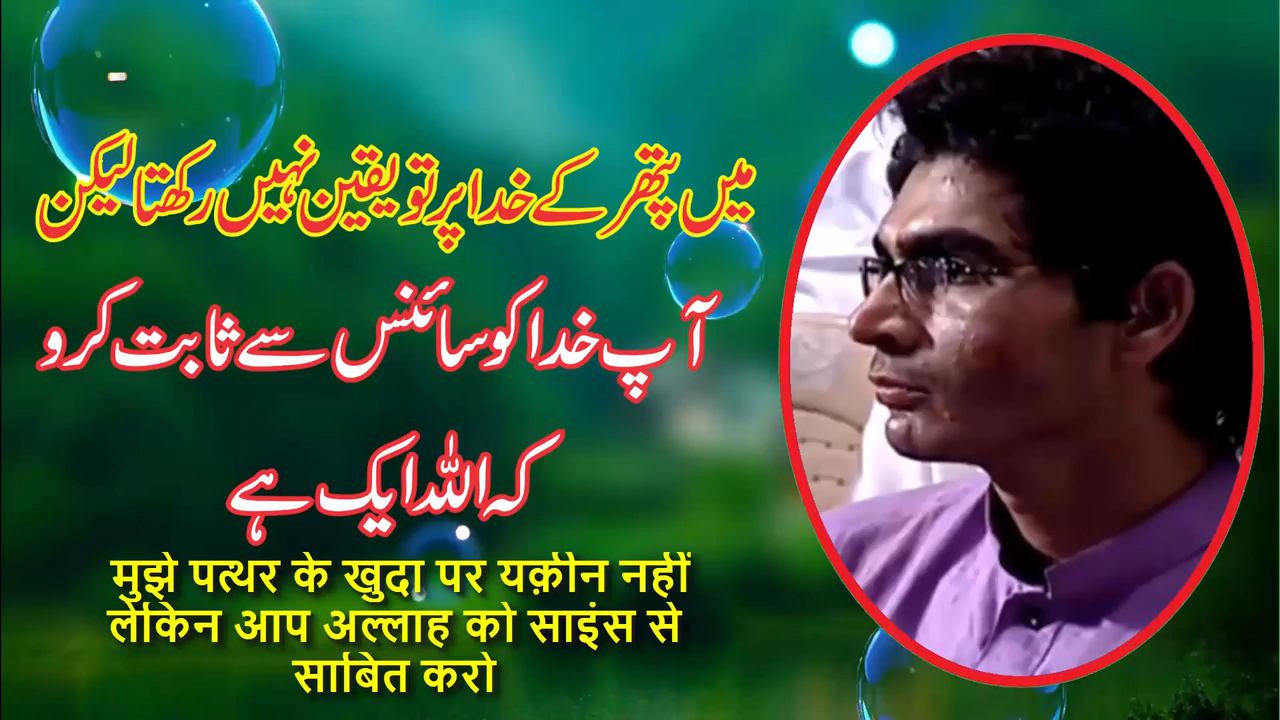 میں پتھر کے خدا پر تو یقین نہیں رکھتا لیکن
آپ خدا کو سائنس سے ثابت کرو
کہ اللہ ایک ہے
मुझे पत्थर के खुदा पर यक़ीन नहीं
लेकिन आप अल्लाह को साइंस से
साबित करो